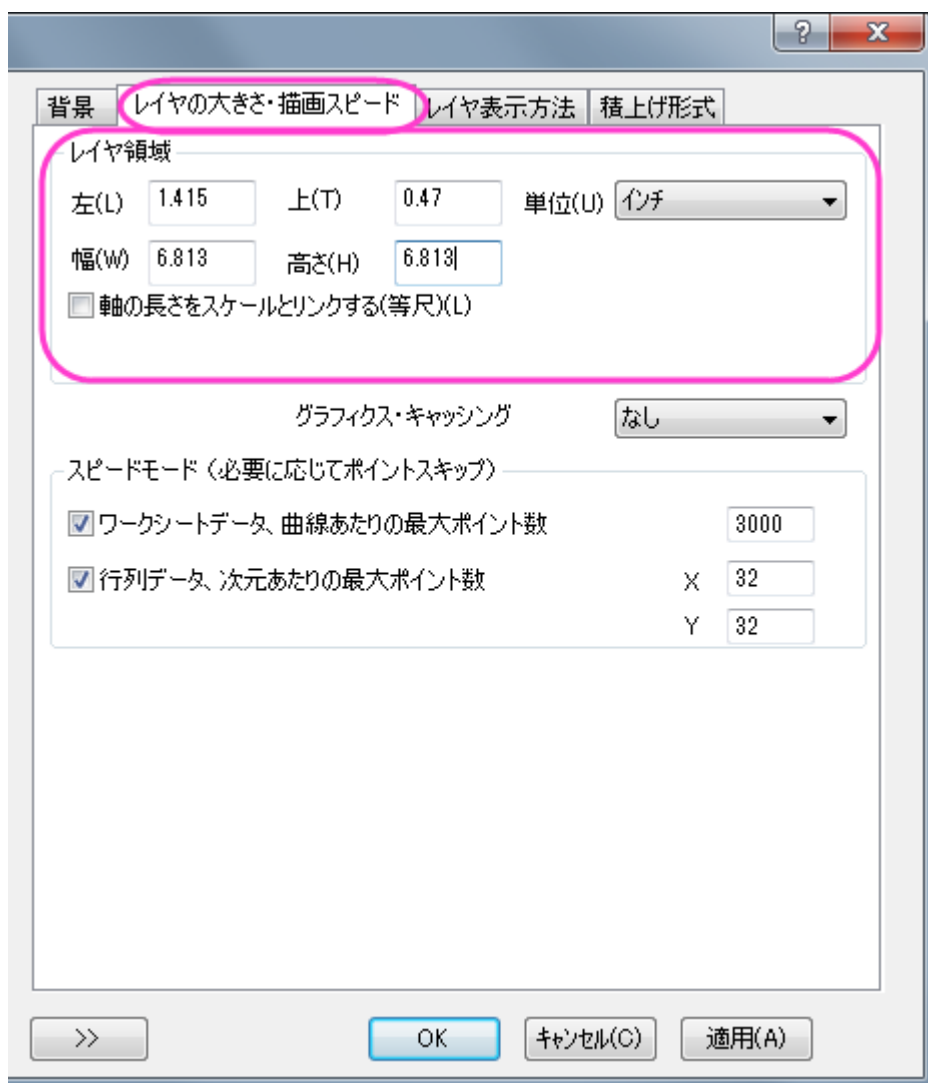 背景 レイヤの大きさ・描画スピード レイヤ表示方法 積上げ形式
レイヤ領域
左(L) 1.415 上(T) 0.47 単位(U) インチ
幅(W) 6.813 高さ(H) 6.813
軸の長さをスケールとリンクする(等尺)(L)
グラフィクス・キャッシング なし
スピードモード（必要に応じてポイントスキップ）
ワークシートデータ、曲線あたりの最大ポイント数 3000
行列データ、次元あたりの最大ポイント数 X 32
Y 32
>> OK キャンセル(C) 適用(A)